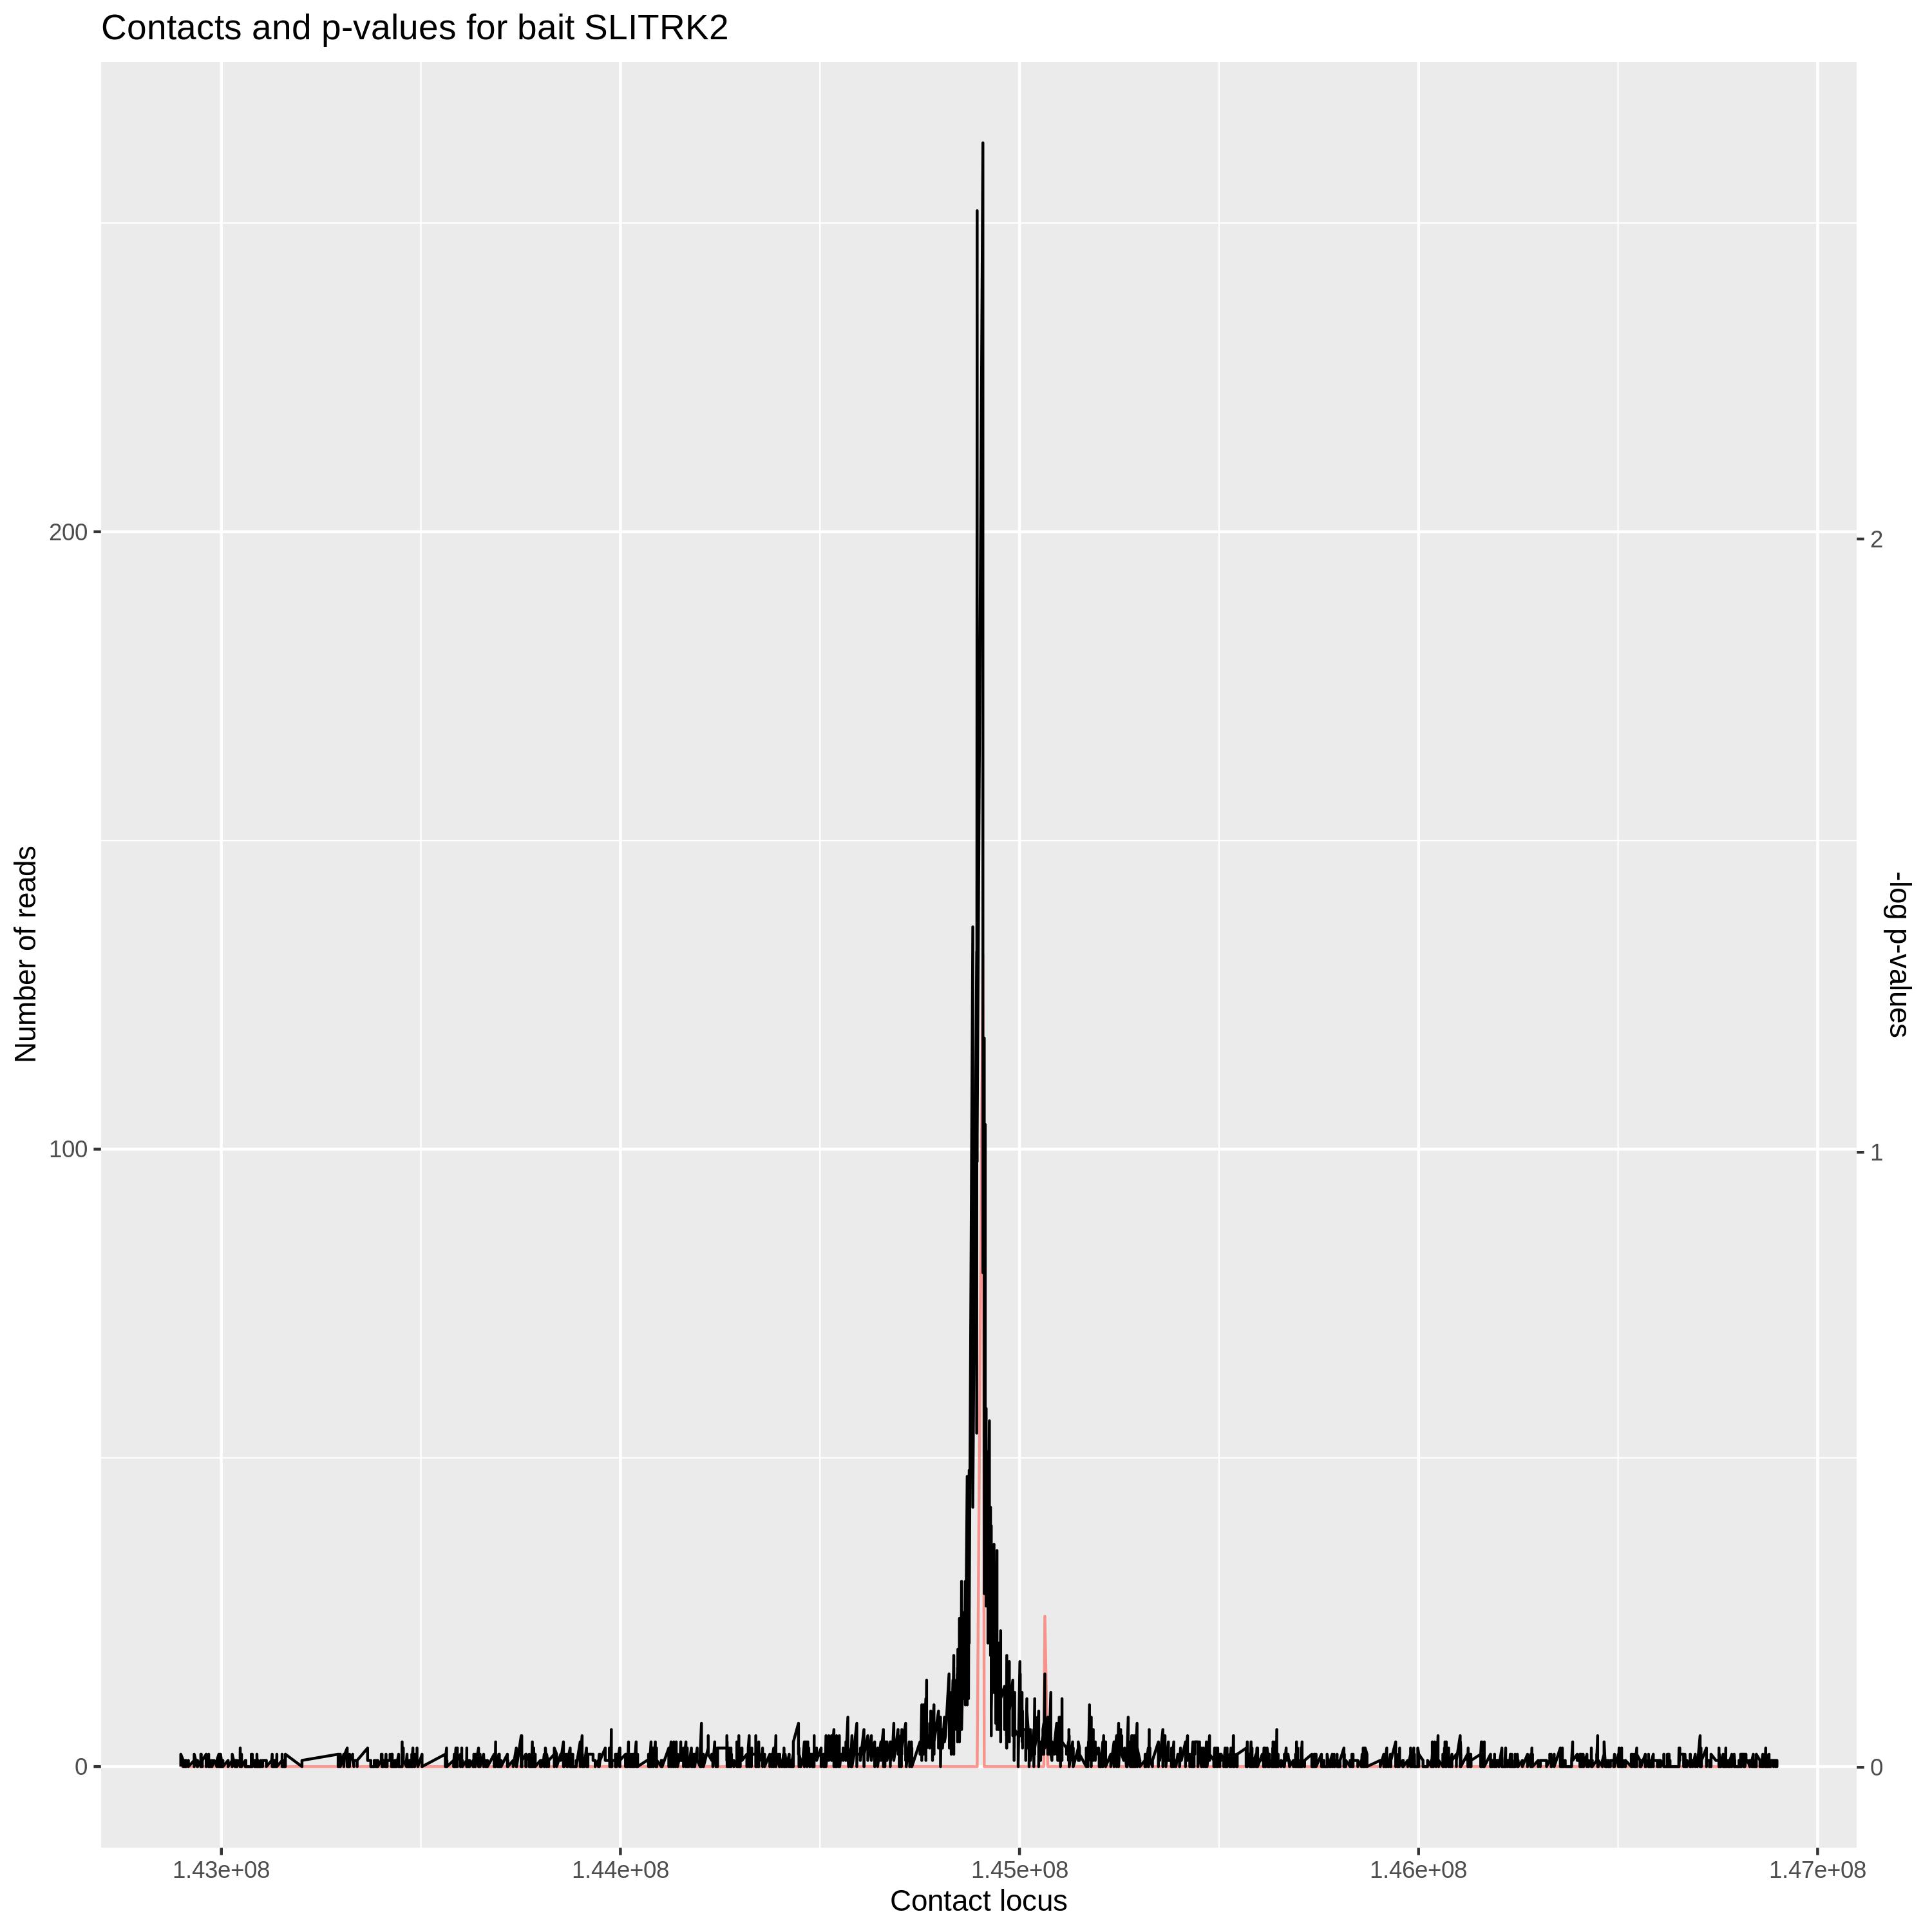 Contacts and p-values for bait SLITRK2
Number of reads
200
100
0
2
1
0
-log p-values
1.43e+08
1.44e+08
1.45e+08
1.46e+08
1.47e+08
Contact locus